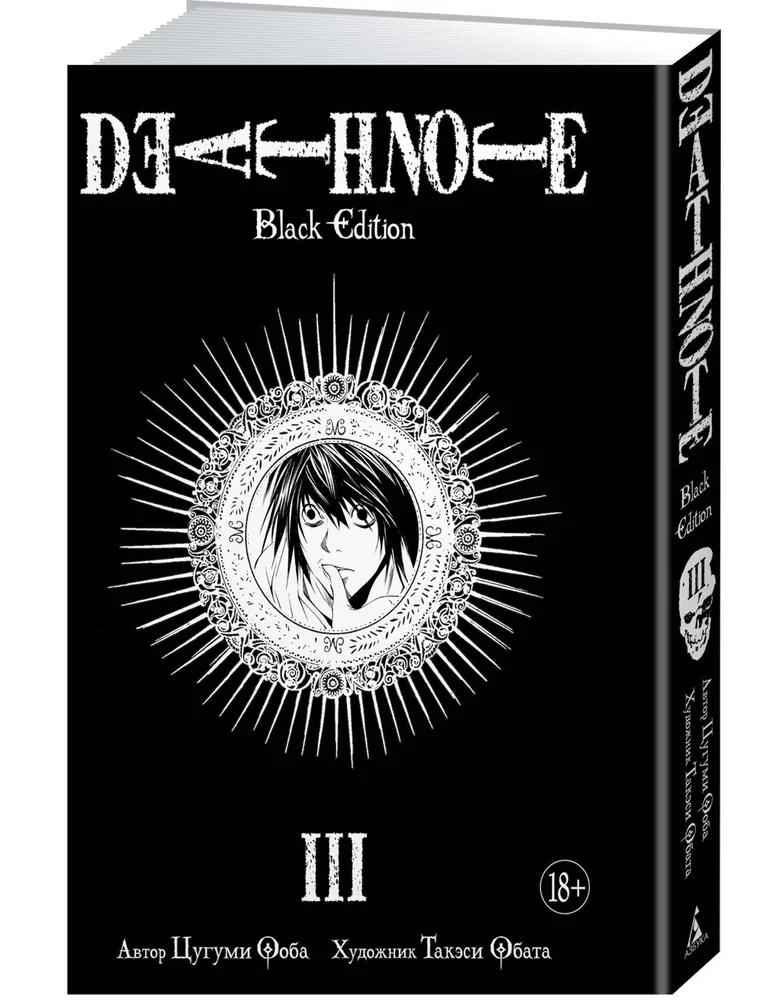 DEATH NOTE
Black Edition
III
18+
Автор Цугуми Ооба Художник Такэси Обата
DEATH NOTE
Black
Edition
III
Автор Цугуми Ооба
Художник Такэси Обата
АЗБУКА